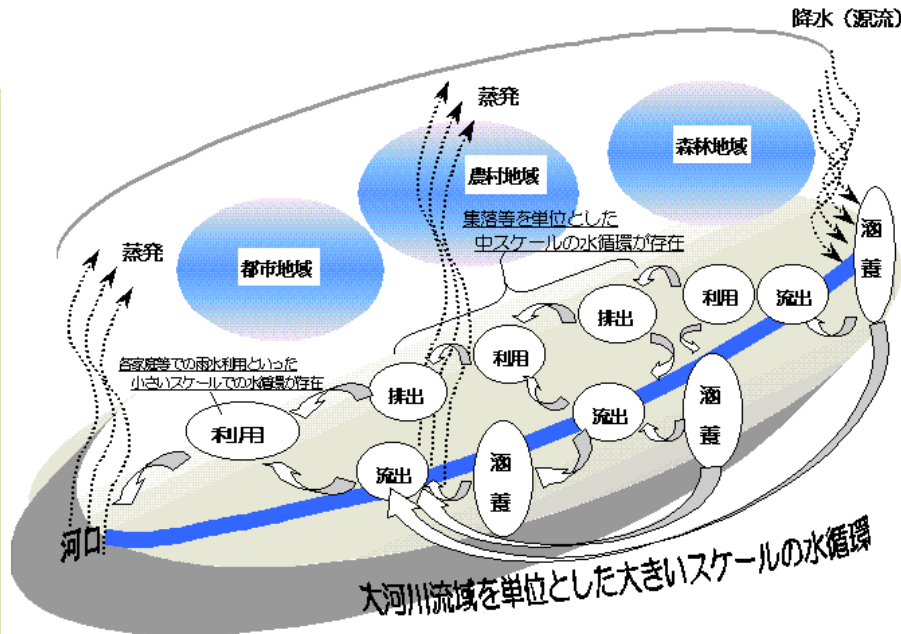 降水（源流）
蒸発
森林地域
農村地域
集落等を単位とした
中スケールの水循環が存在
涵養
蒸発
都市地域
利用
流出
排出
利用
各家庭等での雨水利用といった
小さいスケールでの水循環が存在
排出
流出
涵養
利用
流出
涵養
河口
大河川流域を単位とした大きいスケールの水循環